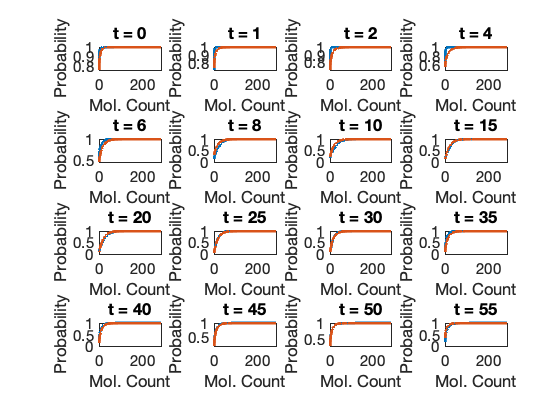 t = 0 t = 1 t = 2 t = 4
Probability 1 0.9 0.8 Probability 1 0.9 0.8 Probability 1 0.9 0.8 Probability 1 0.8 0.6
0 200 0 200 0 200 0 200
Mol. Count Mol. Count Mol. Count Mol. Count
t = 6 t = 8 t = 10 t = 15
Probability 1 0.5 Probability 1 0.5 0 Probability 1 0.5 0 Probability 1 0.5 0
0 200 0 200 0 200 0 200
Mol. Count Mol. Count Mol. Count Mol. Count
t = 20 t = 25 t = 30 t = 35
Probability 1 0.5 0 Probability 1 0.5 0 Probability 1 0.5 0 Probability 1 0.5 0
0 200 0 200 0 200 0 200
Mol. Count Mol. Count Mol. Count Mol. Count
t = 40 t = 45 t = 50 t = 55
Probability 1 0.5 0 Probability 1 0.5 Probability 1 0.5 Probability 1 0.5 0
0 200 0 200 0 200 0 200
Mol. Count Mol. Count Mol. Count Mol. Count